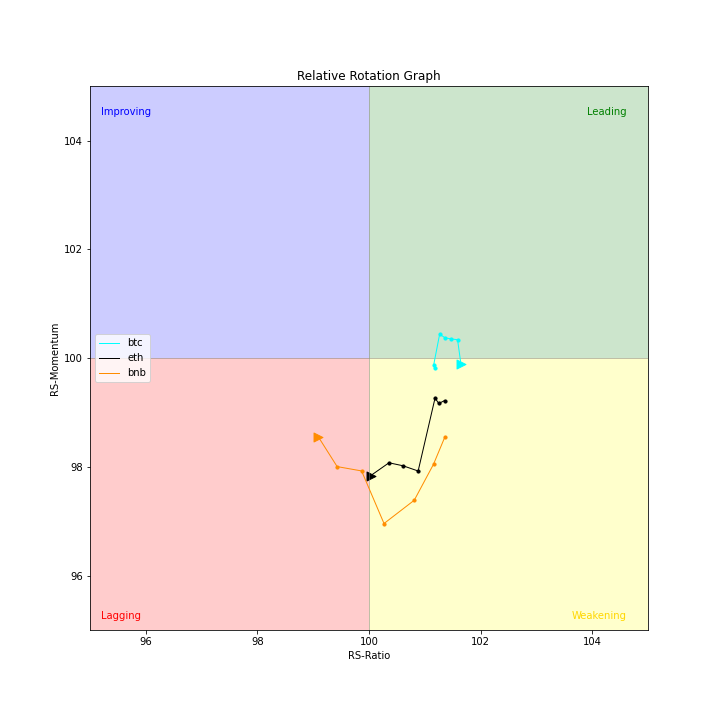 Relative Rotation Graph
Improving
Leading
104
102
RS-Momentum
100
btc
eth
bnb
98
96
Lagging
Weakening
96
98
100
102
104
RS-Ratio